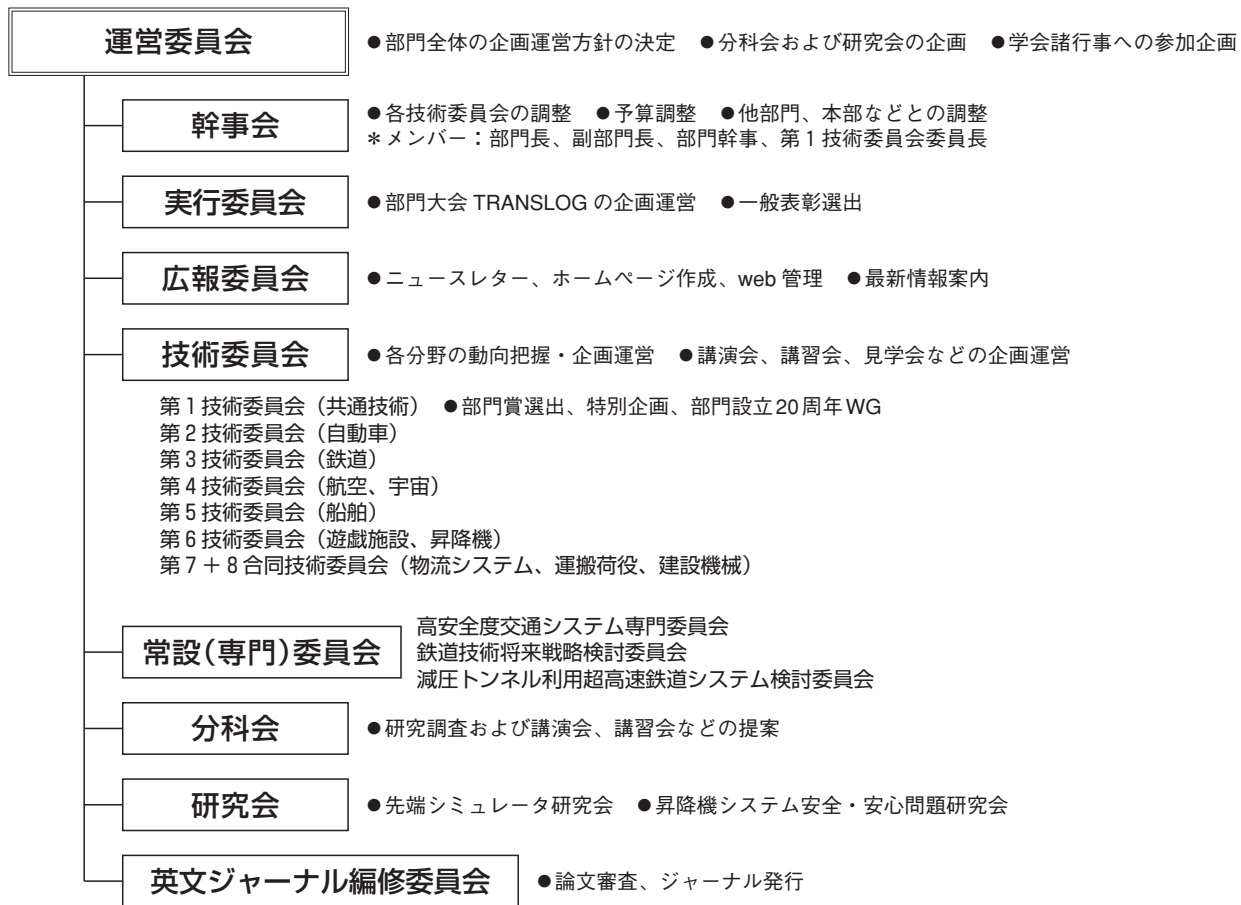 運営委員会 ●部門全体の企画運営方針の決定 ●分科会および研究会の企画 ●学会諸行事への参加企画
幹事会 ●各技術委員会の調整 ●予算調整 ●他部門、本部などとの調整
＊メンバー：部門長、副部門長、部門幹事、第1技術委員会委員長
実行委員会 ●部門大会 TRANSLOG の企画運営 ●一般表彰選出
広報委員会 ●ニュースレター、ホームページ作成、web 管理 ●最新情報案内
技術委員会 ●各分野の動向把握・企画運営 ●講演会、講習会、見学会などの企画運営
第1技術委員会（共通技術） ●部門賞選出、特別企画、部門設立20周年WG
第2技術委員会（自動車）
第3技術委員会（鉄道）
第4技術委員会（航空、宇宙）
第5技術委員会（船舶）
第6技術委員会（遊戯施設、昇降機）
第7＋8合同技術委員会（物流システム、運搬荷役、建設機械）
常設（専門）委員会
高安全度交通システム専門委員会
鉄道技術将来戦略検討委員会
減圧トンネル利用超高速鉄道システム検討委員会
分科会 ●研究調査および講演会、講習会などの提案
研究会 ●先端シミュレータ研究会 ●昇降機システム安全・安心問題研究会
英文ジャーナル編修委員会 ●論文審査、ジャーナル発行